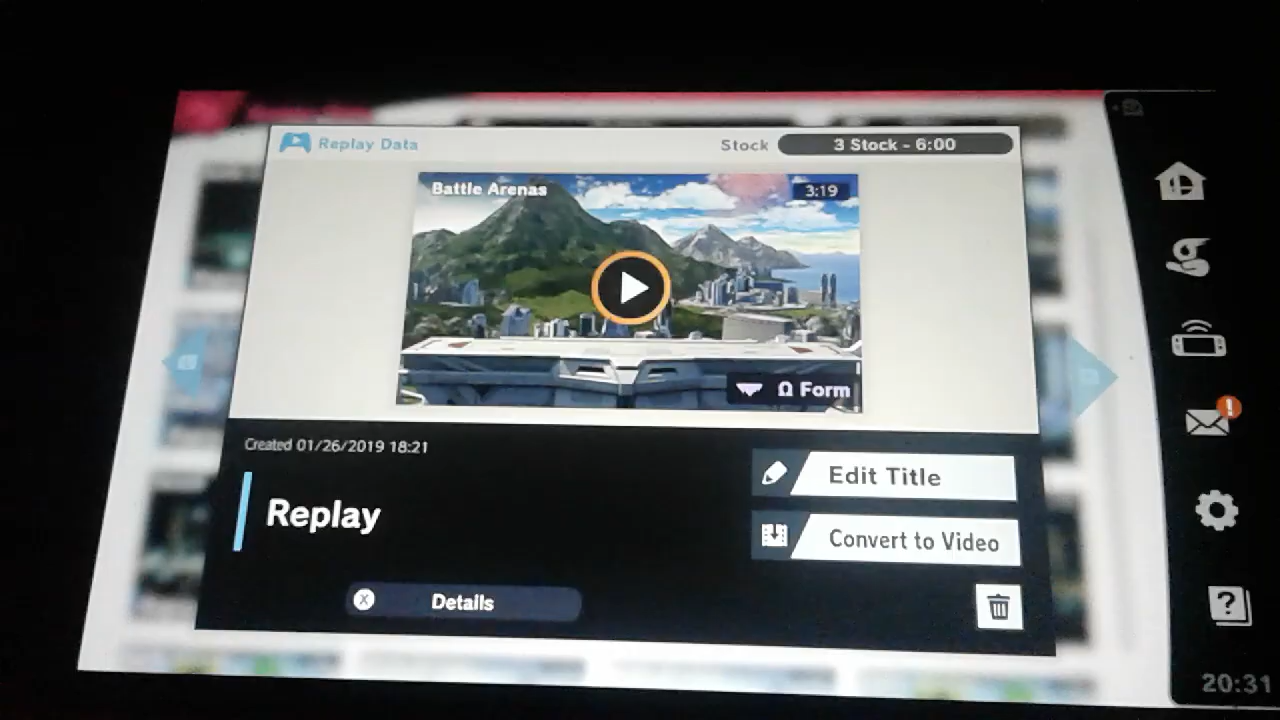 Replay Data
Stock 3 Stock - 6:00
Battle Arenas 3:19
Ω Form
Created 01/26/2019 18:21
Replay
Edit Title
Convert to Video
X Details
20:31